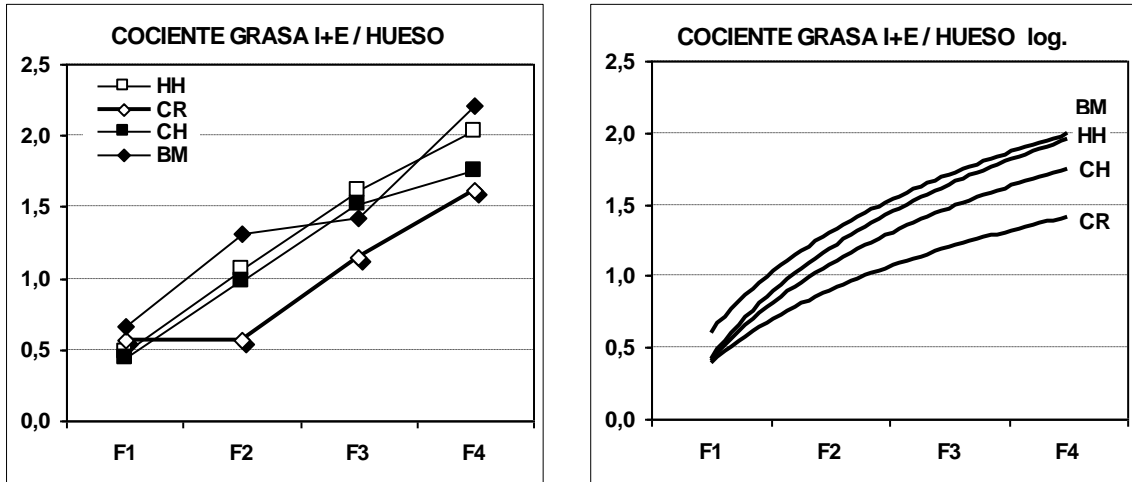 COCIENTE GRASA I+E / HUESO
2,5
2,0
1,5
1,0
0,5
0,0
HH
CR
CH
BM
F1 F2 F3 F4
COCIENTE GRASA I+E / HUESO log.
2,5
2,0
1,5
1,0
0,5
0,0
BM
HH
CH
CR
F1 F2 F3 F4